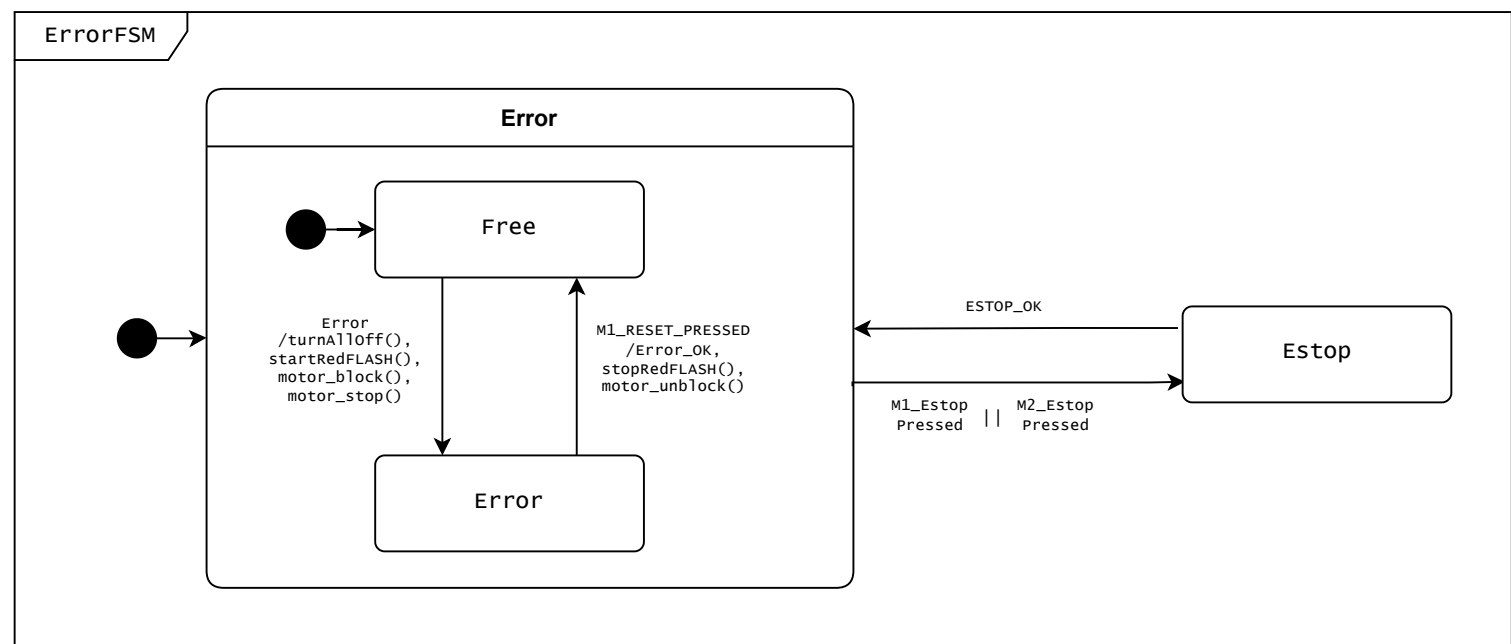 ErrorFSM
Error
Free
Error
/turnAllOff(),
startRedFLASH(),
motor_block(),
motor_stop()
M1_RESET_PRESSED
/Error_OK,
stopRedFLASH(),
motor_unblock()
Error
ESTOP_OK
M1_Estop
Pressed
||
M2_Estop
Pressed
Estop